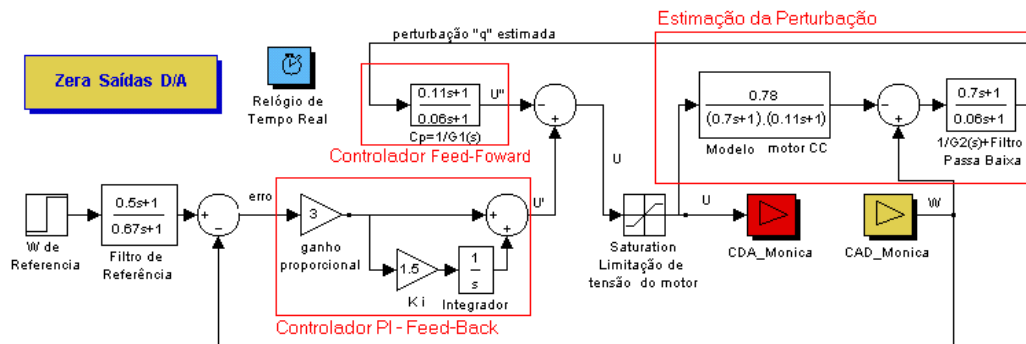 Estimação da Perturbação
perturbação "q" estimada
Zera Saídas D/A
Relógio de
Tempo Real
0.11s+1
0.06s+1
Cp=1/G1(s)
U"
Controlador Feed-Foward
−
+
U
0.78
(0.7s+1).(0.11s+1)
Modelo motor CC
−
+
0.7s+1
0.06s+1
1/G2(s)+Filtro
Passa Baixa
W de
Referencia
0.5s+1
0.67s+1
Filtro de
Referência
+
−
erro
3
ganho
proporcional
1.5
Ki
1
s
Integrador
+
+
U'
Controlador PI - Feed-Back
Saturation
Limitação de
tensão do motor
U
CDA_Monica
CAD_Monica
W